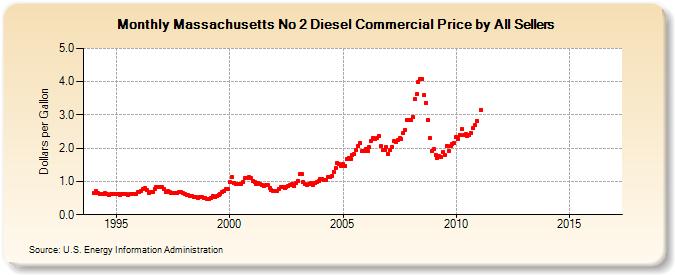 Monthly Massachusetts No 2 Diesel Commercial Price by All Sellers
Dollars per Gallon
5.0
4.0
3.0
2.0
1.0
0.0
1995 2000 2005 2010 2015
Source: U.S. Energy Information Administration